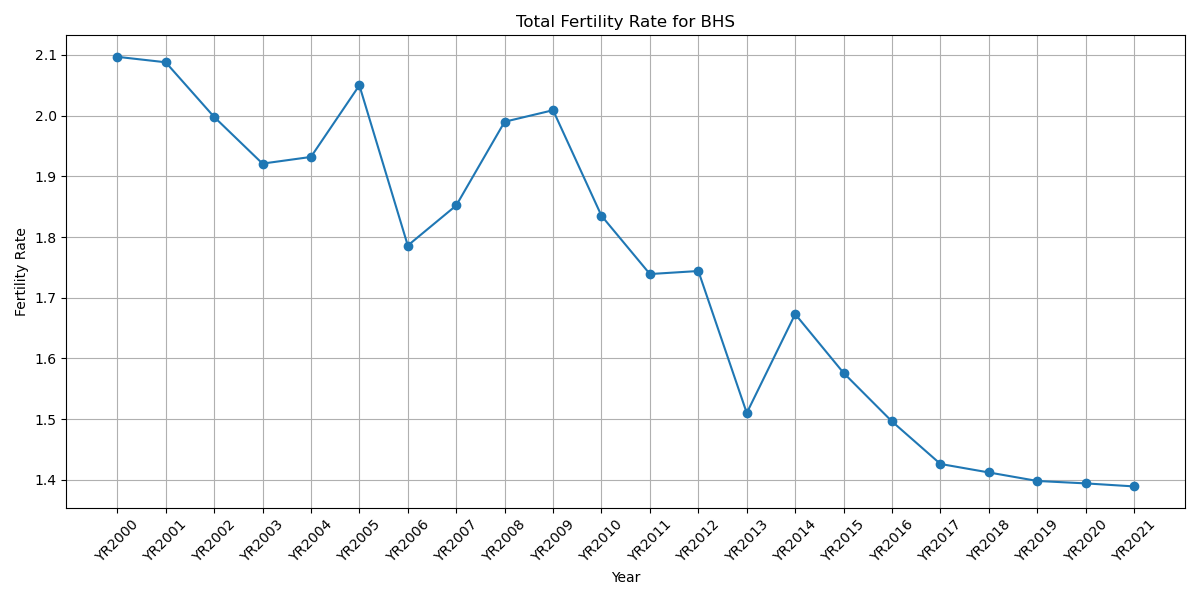 Total Fertility Rate for BHS
Fertility Rate
2.1
2.0
1.9
1.8
1.7
1.6
1.5
1.4
YR2000
YR2001
YR2002
YR2003
YR2004
YR2005
YR2006
YR2007
YR2008
YR2009
YR2010
YR2011
YR2012
YR2013
YR2014
YR2015
YR2016
YR2017
YR2018
YR2019
YR2020
YR2021
Year